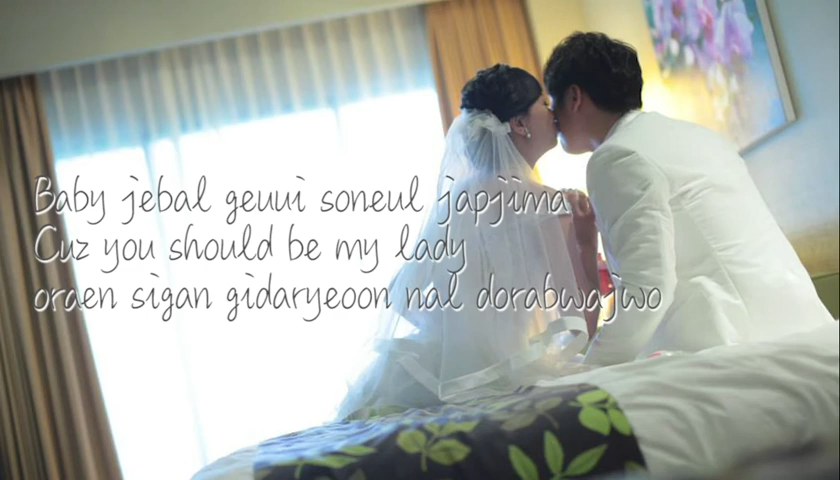 Baby jebal geuui soneul japjima
Cuz you should be my lady
oraen sigan gidaryeoon nal dorabwajwo